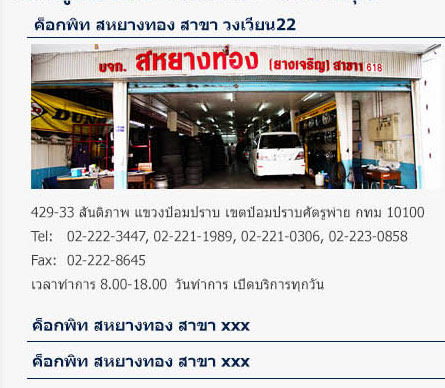 ค็อกพิท สหยางทอง สาขา วงเวียน22
บจก. สหยางทอง (ยางเจริญ) สาขา1 618
429-33 สันติภาพ แขวงป้อมปราบ เขตป้อมปราบศัตรูพ่าย กทม 10100
Tel: 02-222-3447, 02-221-1989, 02-221-0306, 02-223-0858
Fax: 02-222-8645
เวลาทำการ 8.00-18.00 วันทำการ เปิดบริการทุกวัน
ค็อกพิท สหยางทอง สาขา xxx
ค็อกพิท สหยางทอง สาขา xxx